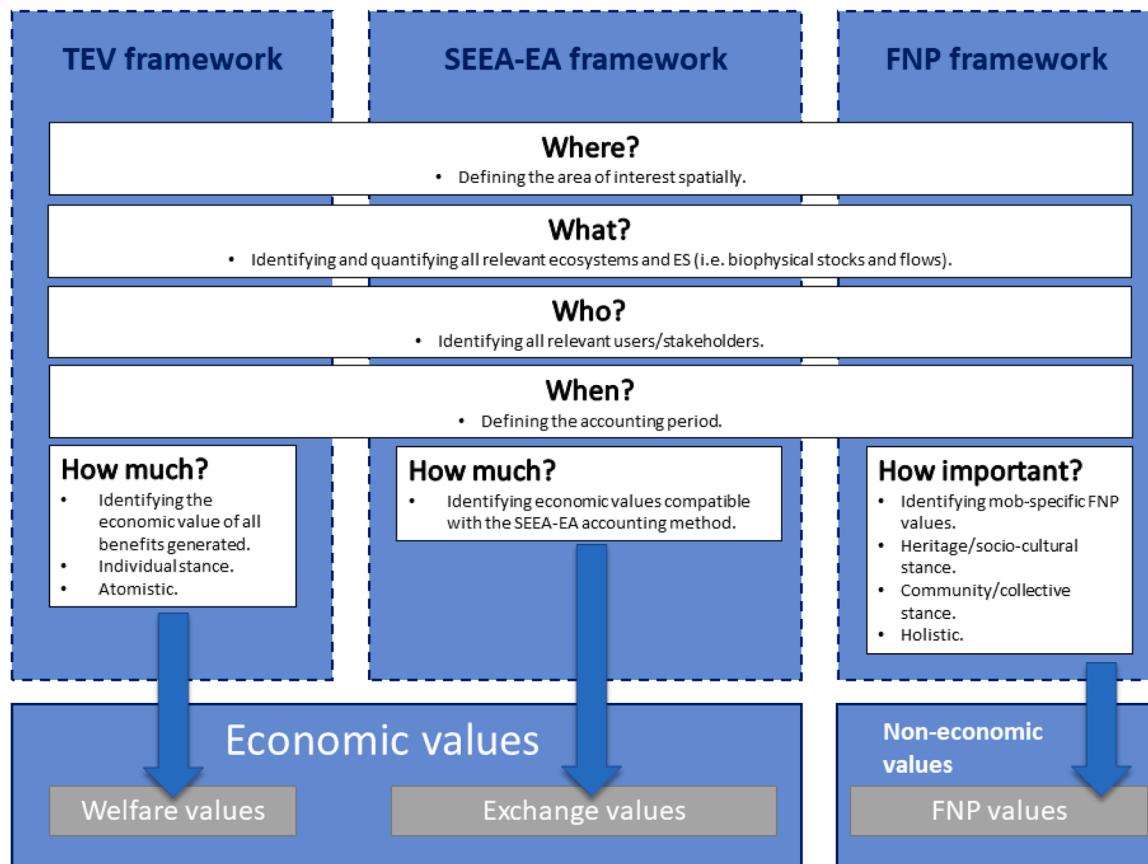 TEV framework
SEEA-EA framework
FNP framework
Where?
• Defining the area of interest spatially.
What?
• Identifying and quantifying all relevant ecosystems and ES (i.e. biophysical stocks and flows).
Who?
• Identifying all relevant users/stakeholders.
When?
• Defining the accounting period.
How much?
• Identifying the
economic value of all
benefits generated.
• Individual stance.
• Atomistic.
How much?
• Identifying economic values compatible
with the SEEA-EA accounting method.
How important?
• Identifying mob-specific FNP
values.
• Heritage/socio-cultural
stance.
• Community/collective
stance.
• Holistic.
Economic values
Welfare values
Exchange values
Non-economic
values
FNP values